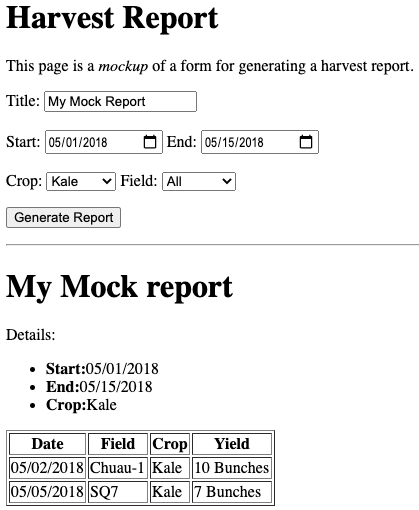 Harvest Report
This page is a mockup of a form for generating a harvest report.
Title: My Mock Report
Start: 05/01/2018 End: 05/15/2018
Crop: Kale Field: All
Generate Report
My Mock report
Details:
• Start:05/01/2018
• End:05/15/2018
• Crop:Kale
Date Field Crop Yield
05/02/2018 Chuau-1 Kale 10 Bunches
05/05/2018 SQ7 Kale 7 Bunches